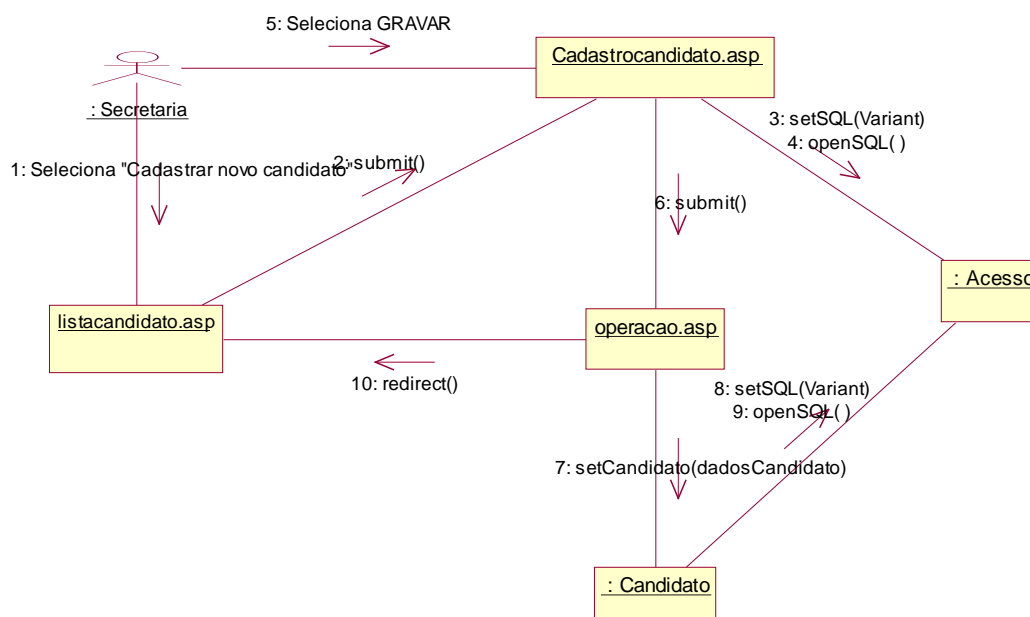 5: Seleciona GRAVAR
Cadastrocandidato.asp
: Secretaria
3: setSQL(Variant)
4: openSQL( )
1: Seleciona "Cadastrar novo candidato"
2: submit()
6: submit()
: Acesso
listacandidato.asp
operacao.asp
10: redirect()
8: setSQL(Variant)
9: openSQL( )
7: setCandidato(dadosCandidato)
: Candidato